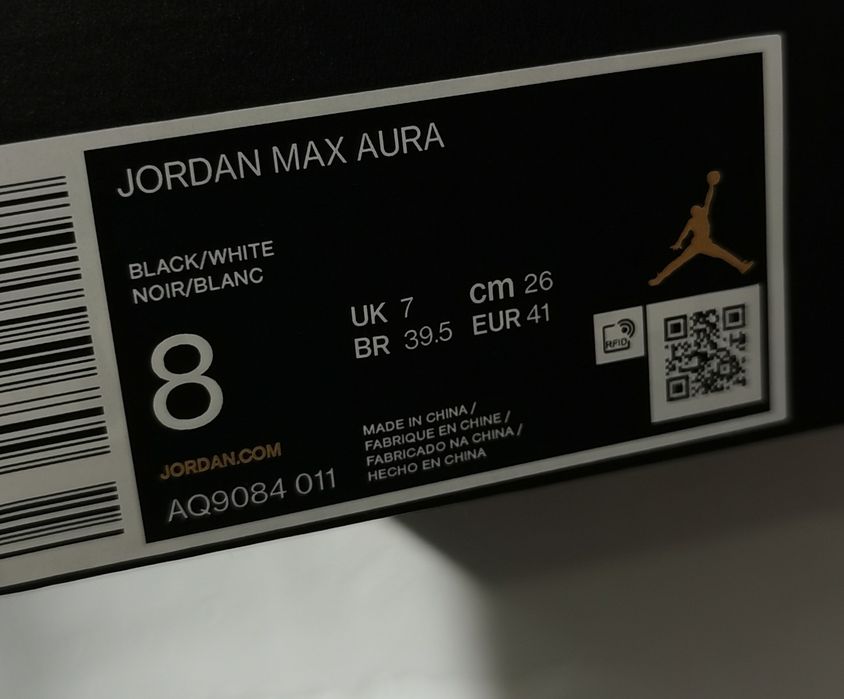 JORDAN MAX AURA
BLACK/WHITE
NOIR/BLANC
8
UK 7
cm 26
BR 39.5
EUR 41
JORDAN.COM
AQ9084 011
MADE IN CHINA /
FABRIQUE EN CHINE /
FABRICADO NA CHINA /
HECHO EN CHINA
RFID